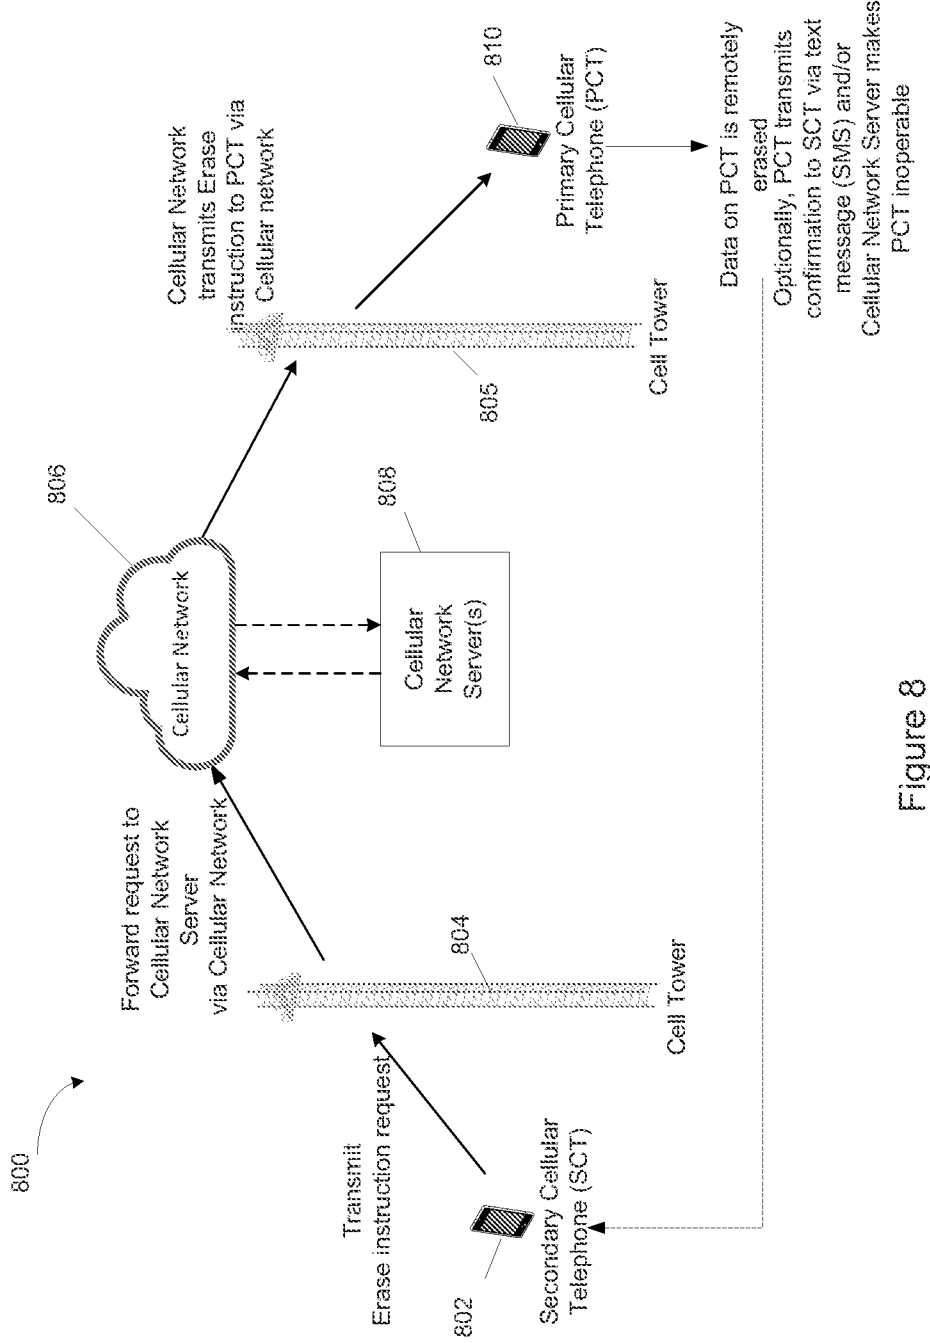 800
Transmit
Erase instruction request
802
Secondary Cellular
Telephone (SCT)
Forward request to
Cellular Network
Server
via Cellular Network
804
Cell Tower
806
Cellular Network
808
Cellular
Network
Server(s)
Cellular Network
transmits Erase
instruction to PCT via
Cellular network
805
Cell Tower
810
Primary Cellular
Telephone (PCT)
Data on PCT is remotely
erased
Optionally, PCT transmits
confirmation to SCT via text
message (SMS) and/or
Cellular Network Server makes
PCT inoperable
Figure 8